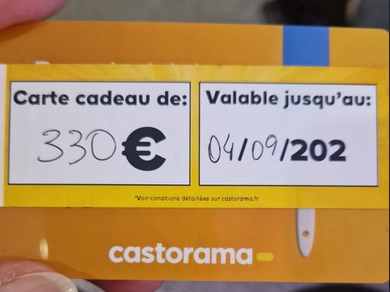 Carte cadeau de:
330 €
Valable jusqu'au:
04/09/202
*Voir conditions détaillées sur castorama.fr
castorama